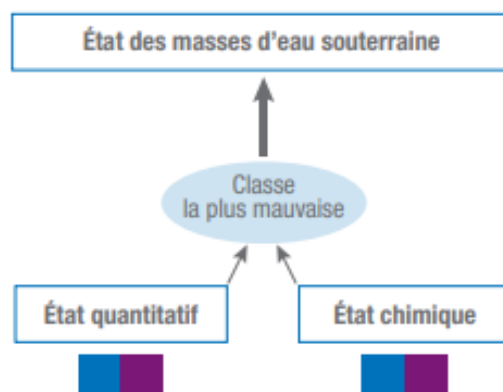 État des masses d'eau souterraine
Classe
la plus mauvaise
État quantitatif
État chimique